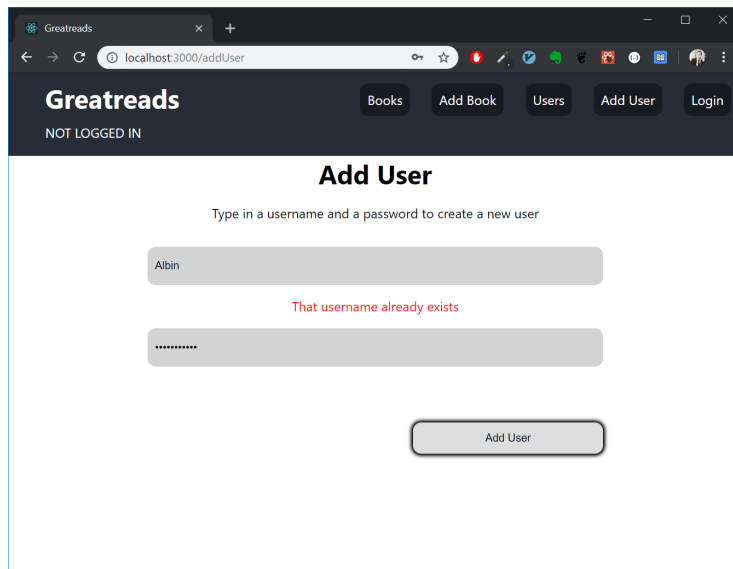 Greatreads
localhost:3000/addUser
Greatreads
Books Add Book Users Add User Login
NOT LOGGED IN
Add User
Type in a username and a password to create a new user
Albin
That username already exists
•••••••••••
Add User